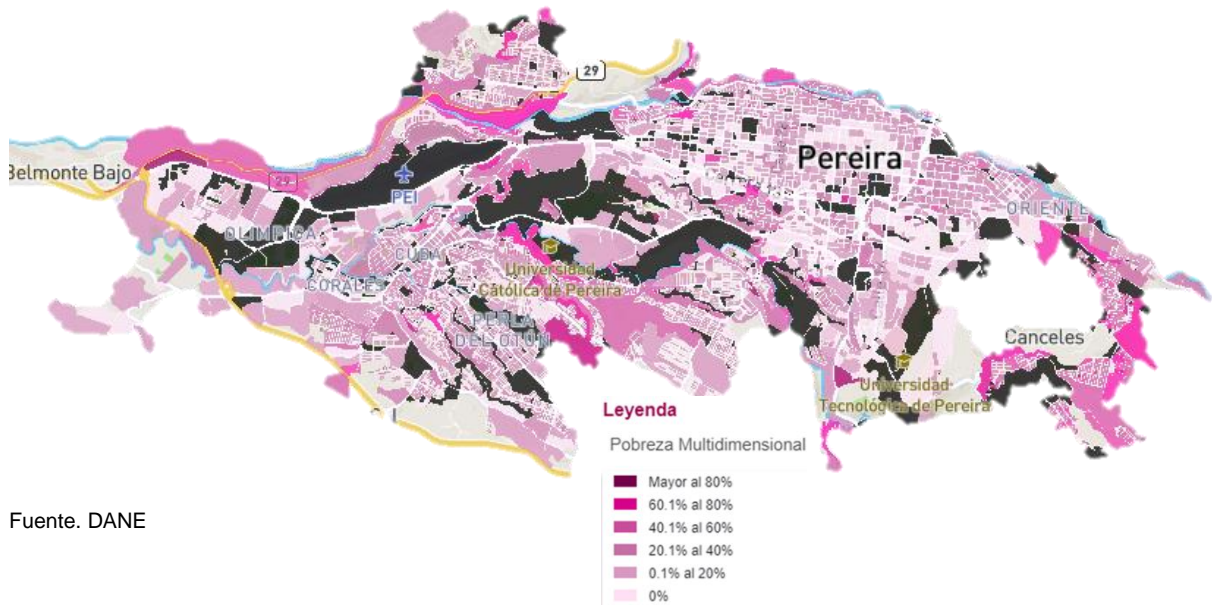 29
Pereira
Belmonte Bajo
29
PEI
ORIENTE
OLIMPICA
CUBA
CORALES
Universidad
Católica de Pereira
PERLA
DEL OTÚN
Canceles
Universidad
Tecnológica de Pereira
Leyenda
Pobreza Multidimensional
Mayor al 80%
60.1% al 80%
40.1% al 60%
20.1% al 40%
0.1% al 20%
0%
Fuente. DANE